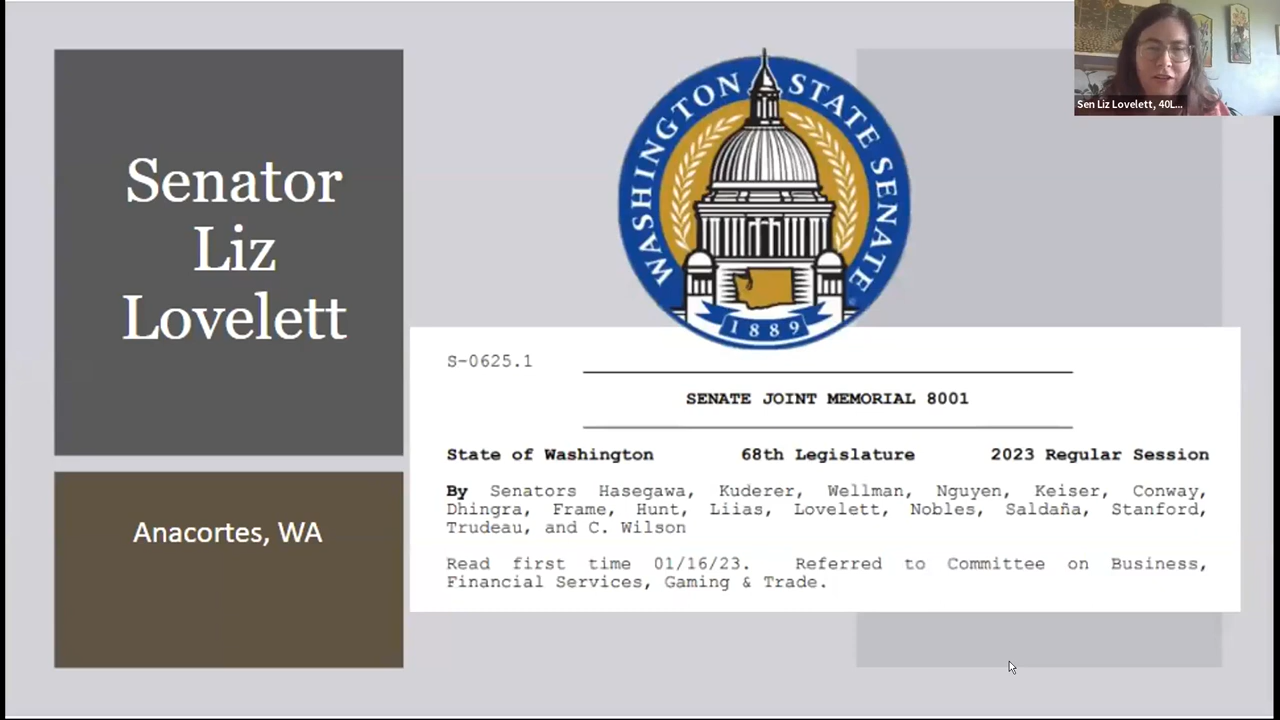 Senator
Liz
Lovelett
Anacortes, WA
WASHINGTON STATE SENATE
1889
S-0625.1
SENATE JOINT MEMORIAL 8001
State of Washington 68th Legislature 2023 Regular Session
By Senators Hasegawa, Kuderer, Wellman, Nguyen, Keiser, Conway,
Dhingra, Frame, Hunt, Liias, Lovelett, Nobles, Saldaña, Stanford,
Trudeau, and C. Wilson
Read first time 01/16/23. Referred to Committee on Business,
Financial Services, Gaming & Trade.
Sen Liz Lovelett, 40L...